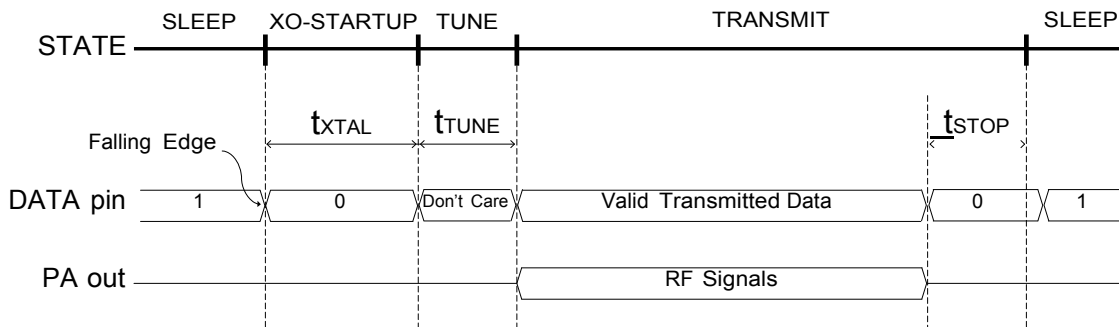 SLEEP XO-STARTUP TUNE TRANSMIT SLEEP
STATE
tXTAL tTUNE tSTOP
Falling Edge
DATA pin 1 0 Don't Care Valid Transmitted Data 0 1
PA out RF Signals